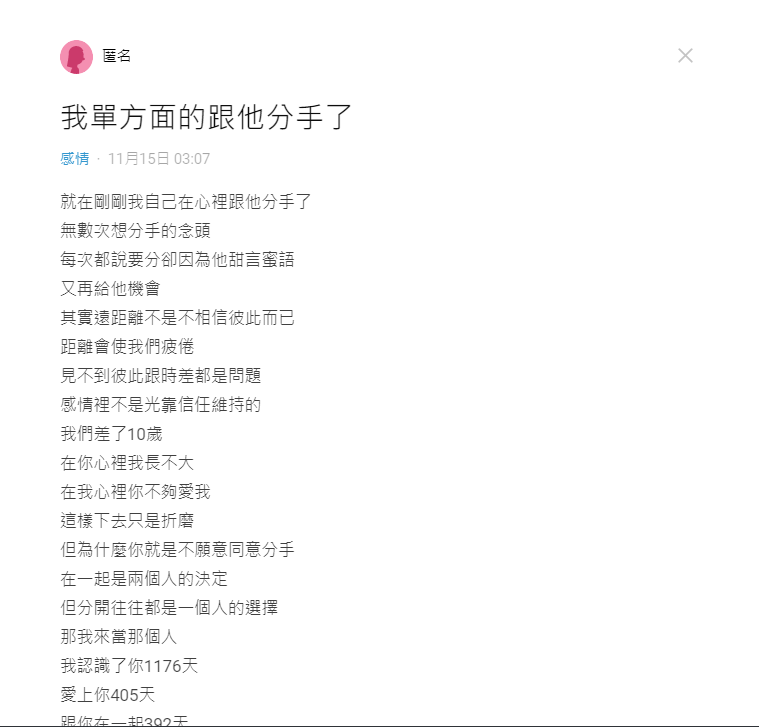 匿名
我單方面的跟他分手了
感情 · 11月15日 03:07
就在剛剛我自己在心裡跟他分手了
無數次想分手的念頭
每次都說要分卻因為他甜言蜜語
又再給他機會
其實遠距離不是不相信彼此而已
距離會使我們疲倦
見不到彼此跟時差都是問題
感情裡不是光靠信任維持的
我們差了10歲
在你心裡我長不大
在我心裡你不夠愛我
這樣下去只是折磨
但為什麼你就是不願意同意分手
在一起是兩個人的決定
但分開往往都是一個人的選擇
那我來當那個人
我認識了你1176天
愛上你405天
跟你在一起392天